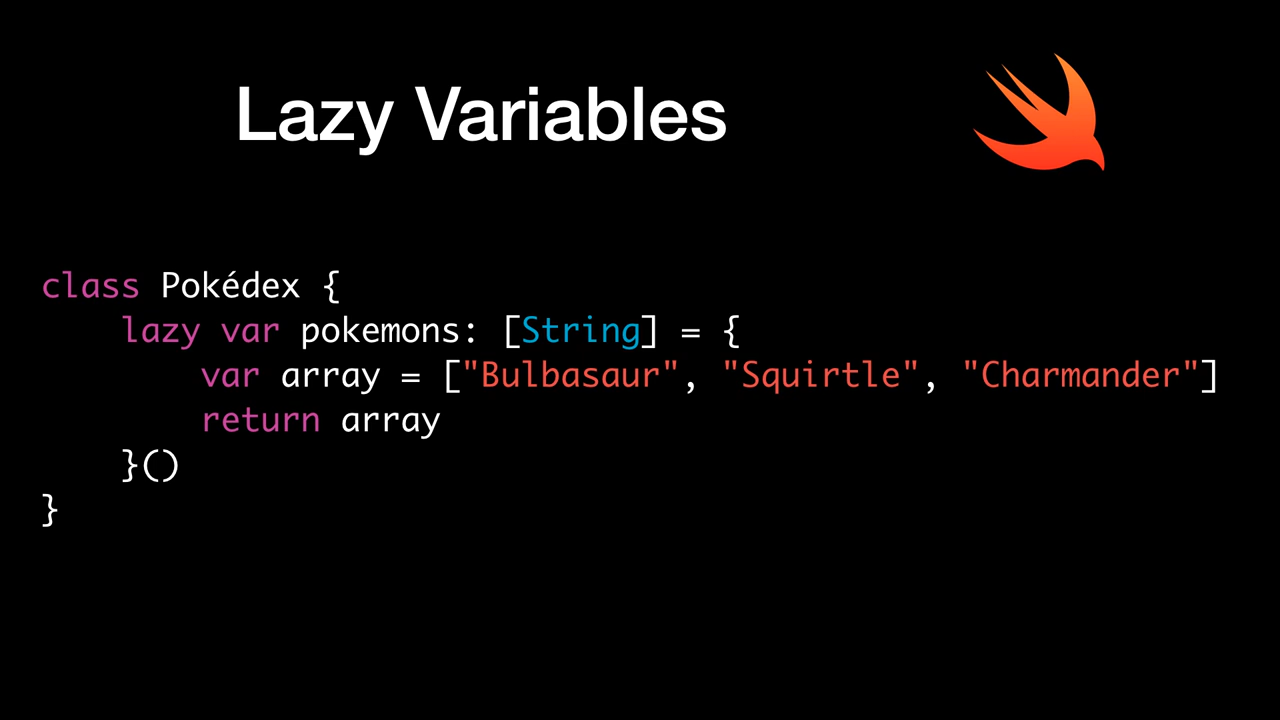 Lazy Variables
class Pokédex {
    lazy var pokemons: [String] = {
        var array = ["Bulbasaur", "Squirtle", "Charmander"]
        return array
    }()
}